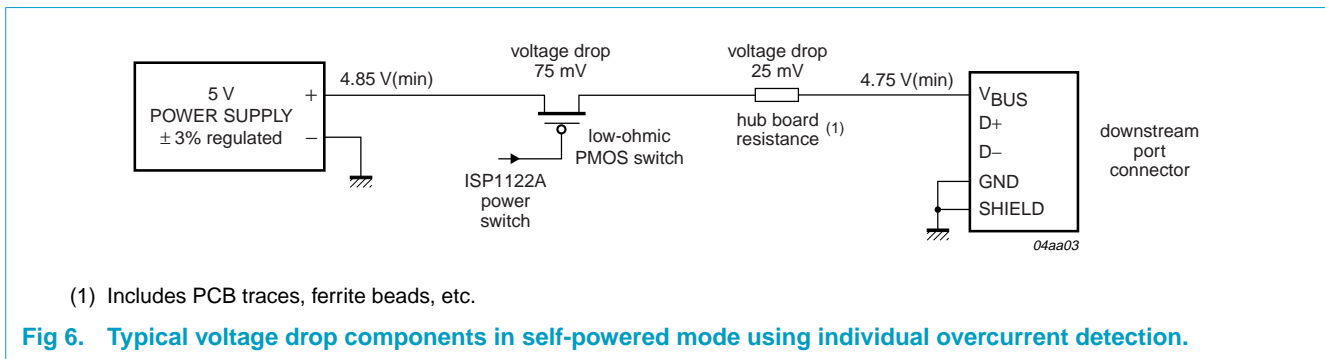 5 V
POWER SUPPLY
± 3% regulated
+
−
4.85 V(min)
voltage drop
75 mV
low-ohmic
PMOS switch
ISP1122A
power
switch
voltage drop
25 mV
hub board
resistance (1)
4.75 V(min)
VBUS
D+
D−
GND
SHIELD
downstream
port
connector
04aa03
(1) Includes PCB traces, ferrite beads, etc.
Fig 6. Typical voltage drop components in self-powered mode using individual overcurrent detection.